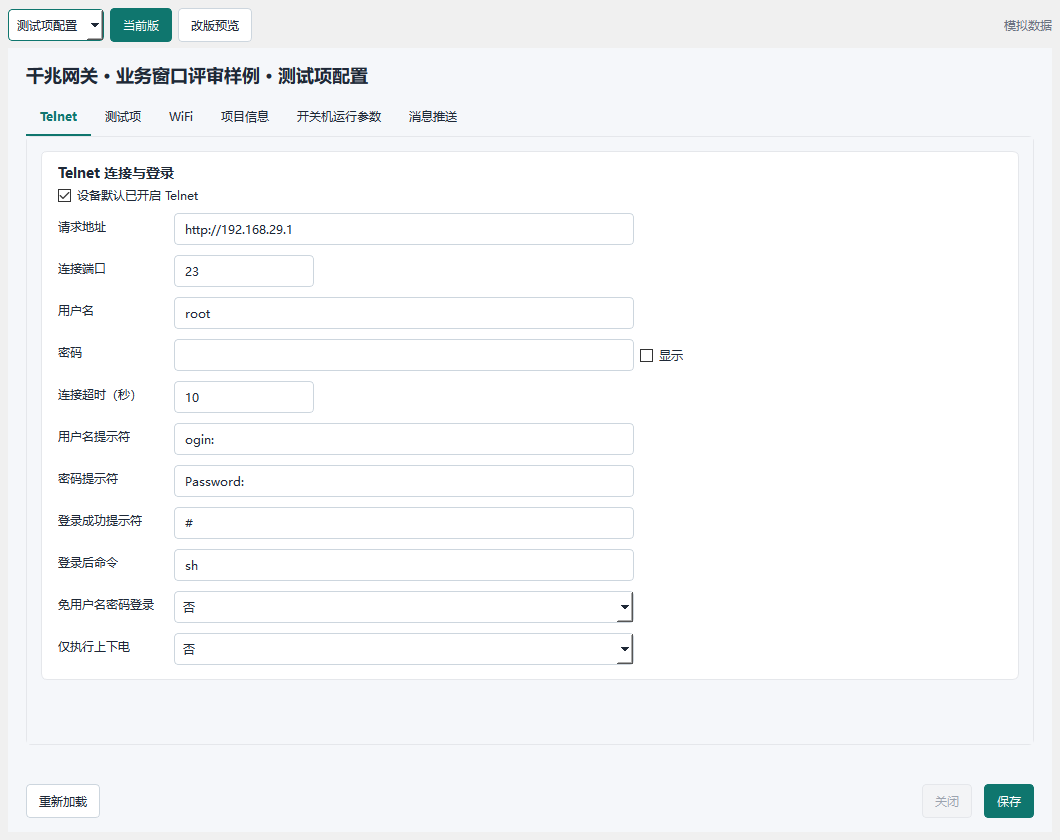 测试项配置 当前版 改版预览 模拟数据
千兆网关 • 业务窗口评审样例 • 测试项配置
Telnet 测试项 WiFi 项目信息 开关机运行参数 消息推送
Telnet 连接与登录
设备默认已开启 Telnet
请求地址 http://192.168.29.1
连接端口 23
用户名 root
密码 显示
连接超时（秒） 10
用户名提示符 ogin:
密码提示符 Password:
登录成功提示符 #
登录后命令 sh
免用户名密码登录 否
仅执行上下电 否
重新加载 关闭 保存